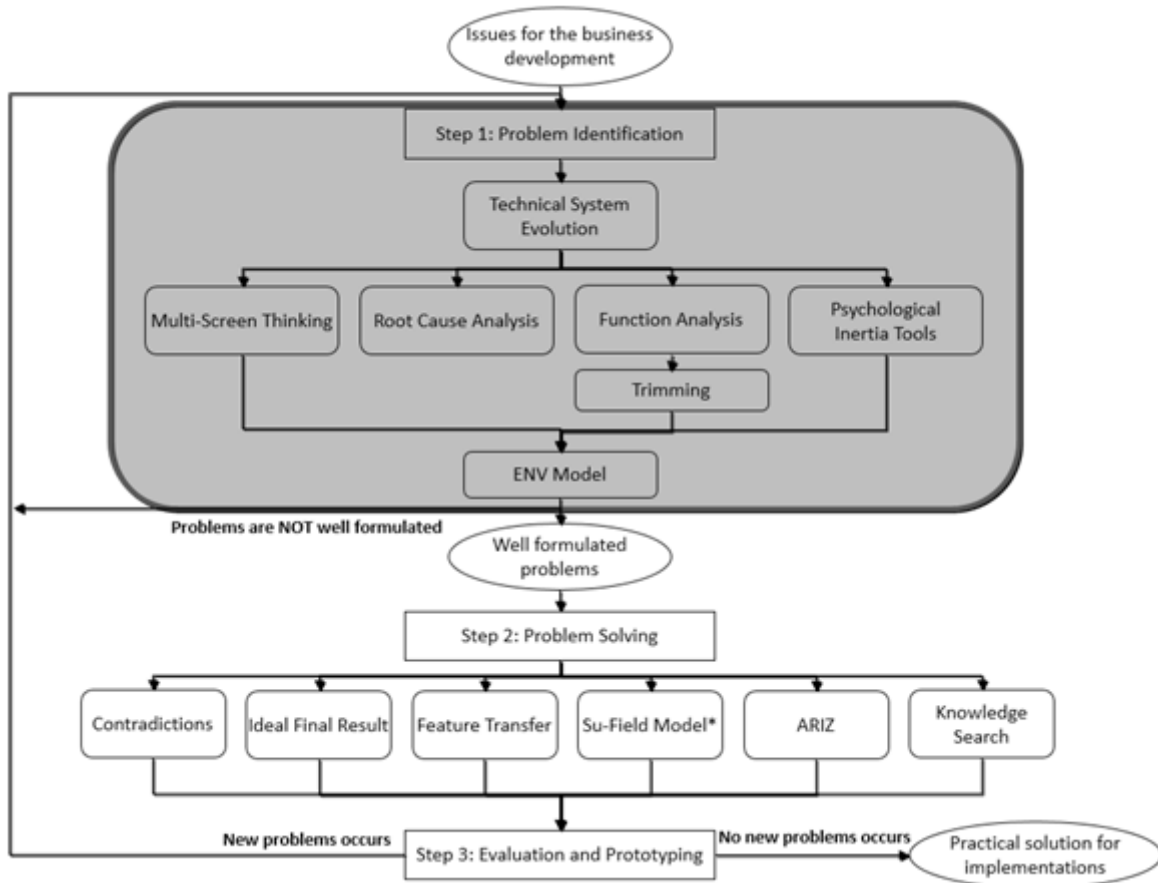 Issues for the business
development
Step 1: Problem Identification
Technical System
Evolution
Multi-Screen Thinking
Root Cause Analysis
Function Analysis
Psychological
Inertia Tools
Trimming
ENV Model
Problems are NOT well formulated
Well formulated
problems
Step 2: Problem Solving
Contradictions
Ideal Final Result
Feature Transfer
Su-Field Model*
ARIZ
Knowledge
Search
New problems occurs
Step 3: Evaluation and Prototyping
No new problems occurs
Practical solution for
implementations